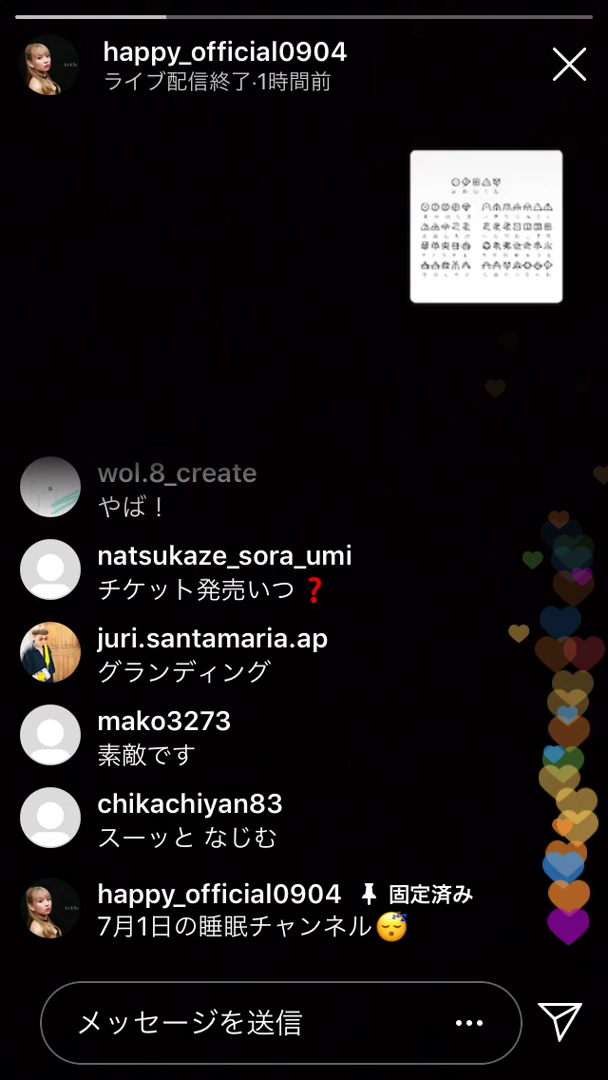 happy_official0904
ライブ配信終了·1時間前
wol.8_create
やば！
natsukaze_sora_umi
チケット発売いつ❓
juri.santamaria.ap
グランディング
mako3273
素敵です
chikachiyan83
スーッと なじむ
happy_official0904 固定済み
7月1日の睡眠チャンネル😴
メッセージを送信